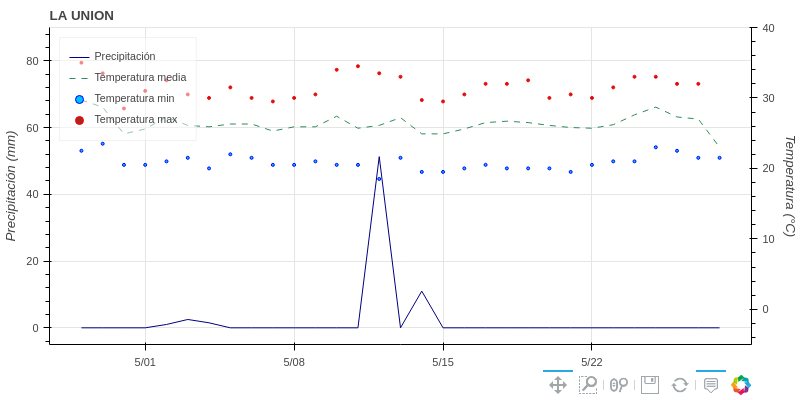 LA UNION
Precipitación
Temperatura media
Temperatura min
Temperatura max
80
60
40
20
0
Precipitación (mm)
40
30
20
10
0
Temperatura (°C)
5/01
5/08
5/15
5/22